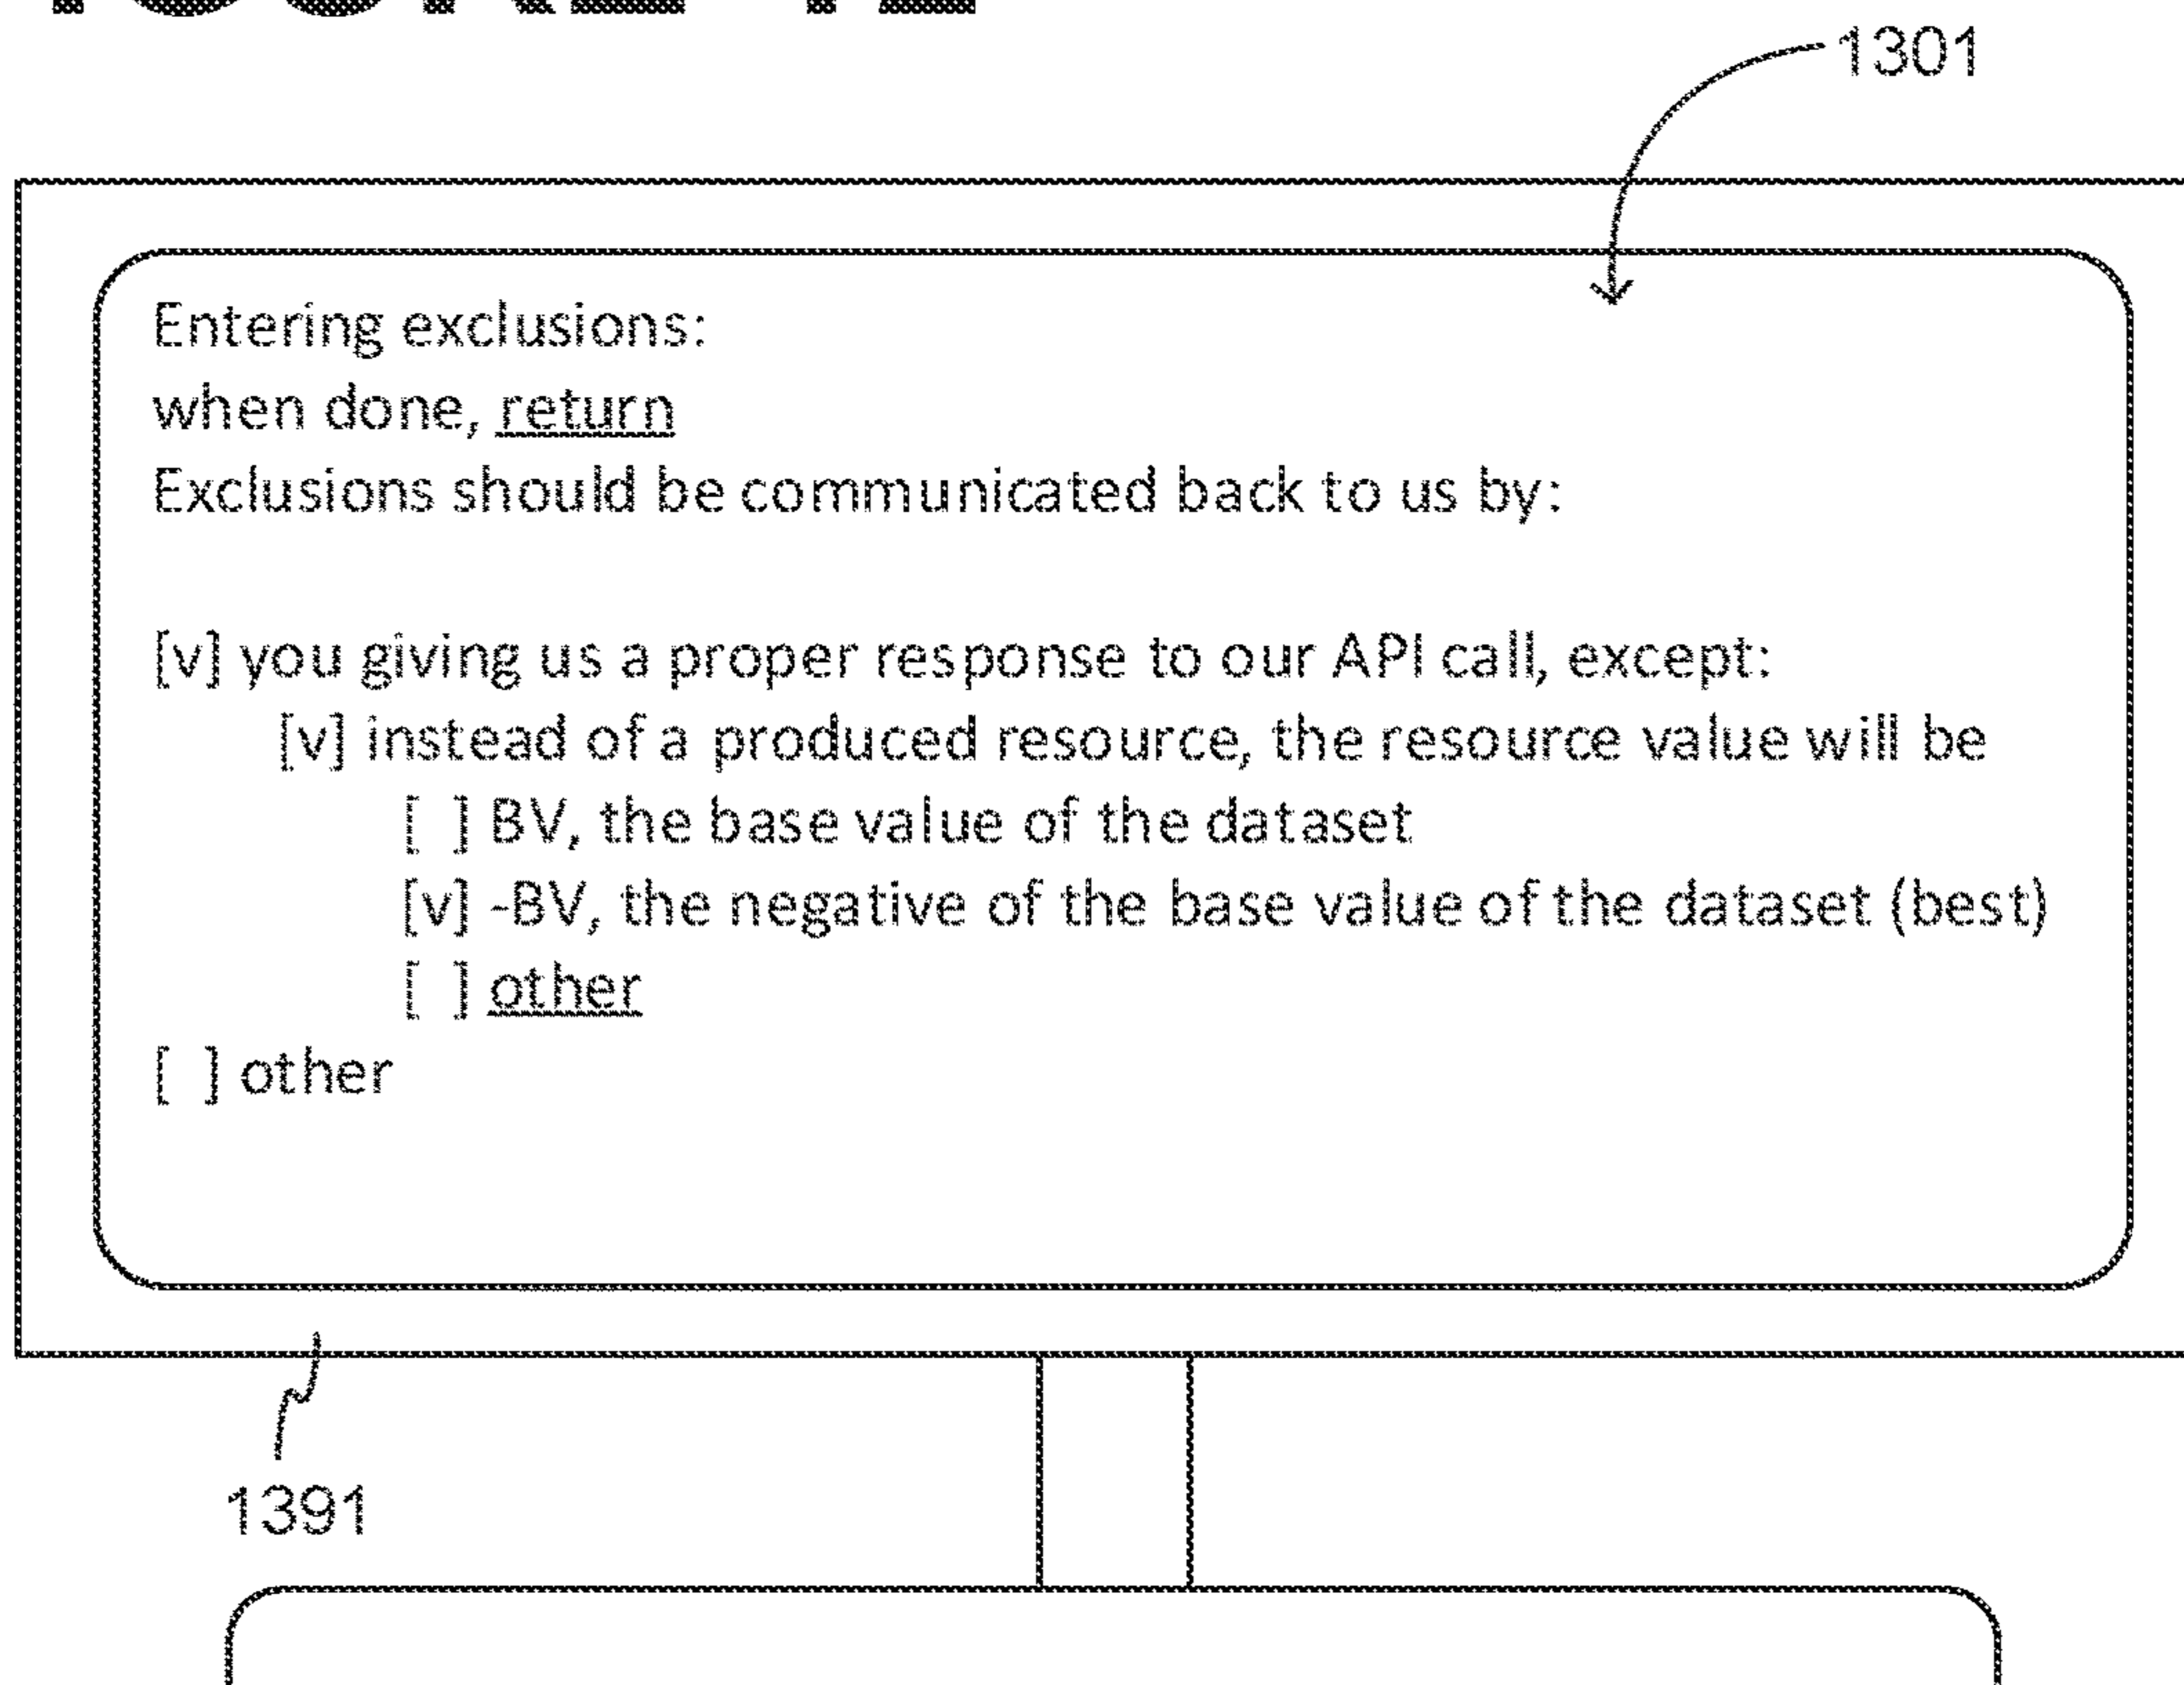 1301
Entering exclusions:
when done, return
Exclusions should be communicated back to us by:
[v] you giving us a proper response to our API call, except:
[v] instead of a produced resource, the resource value will be
[ ] BV, the base value of the dataset
[v] -BV, the negative of the base value of the dataset (best)
[ ] other
[ ] other
1391